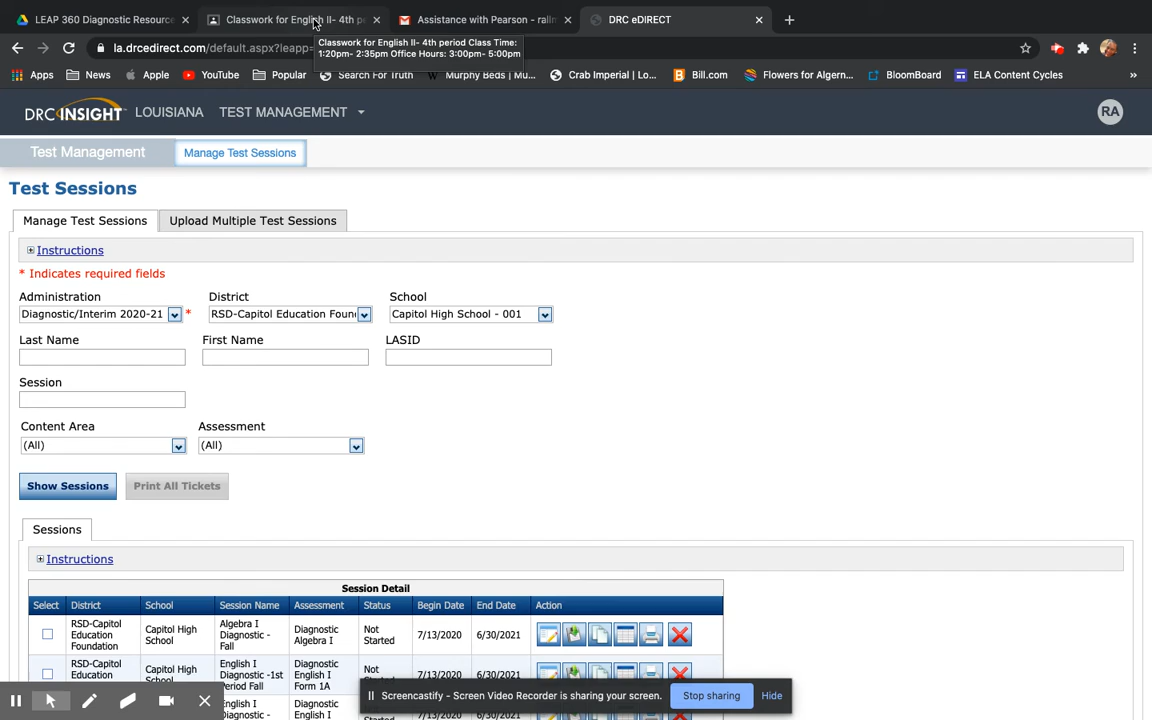 LEAP 360 Diagnostic Resource
Classwork for English II- 4th pe
Assistance with Pearson - rallm
DRC eDIRECT
la.drcedirect.com/default.aspx?leapp=
Classwork for English II- 4th period Class Time:
1:20pm- 2:35pm Office Hours: 3:00pm- 5:00pm
Apps
News
Apple
YouTube
Popular
Search For Truth
Murphy Beds | Mu...
Crab Imperial | Lo...
Bill.com
Flowers for Algern...
BloomBoard
ELA Content Cycles
»
DRC INSIGHT
LOUISIANA
TEST MANAGEMENT
RA
Test Management
Manage Test Sessions
Test Sessions
Manage Test Sessions
Upload Multiple Test Sessions
Instructions
* Indicates required fields
Administration
District
School
Diagnostic/Interim 2020-21
*
RSD-Capitol Education Foun
Capitol High School - 001
Last Name
First Name
LASID
Session
Content Area
Assessment
(All)
(All)
Show Sessions
Print All Tickets
Sessions
Instructions
Session Detail
Select
District
School
Session Name
Assessment
Status
Begin Date
End Date
Action
RSD-Capitol
Education
Foundation
Capitol High
School
Algebra I
Diagnostic -
Fall
Diagnostic
Algebra I
Not
Started
7/13/2020
6/30/2021
RSD-Capitol
Education
Capitol High
School
English I
Diagnostic -1st
Period Fall
Diagnostic
English I
Form 1A
Not
7/13/2020
6/30/2021
English I
Diagnostic -
Diagnostic
English I
Screencastify - Screen Video Recorder is sharing your screen.
Stop sharing
Hide